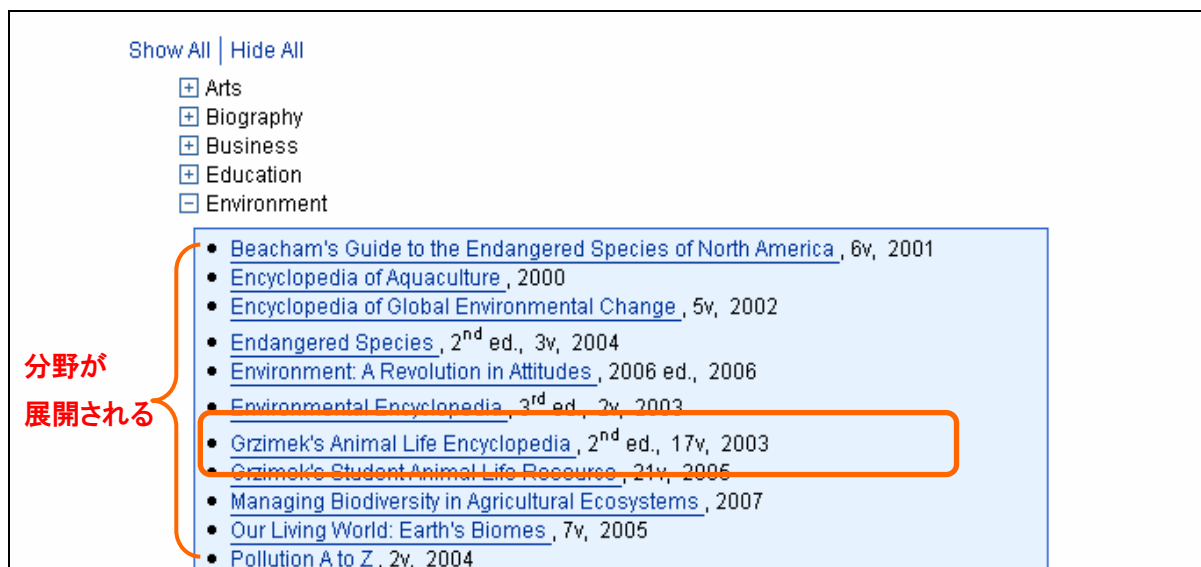 Show All | Hide All
Arts
Biography
Business
Education
Environment
• Beacham's Guide to the Endangered Species of North America , 6v, 2001
• Encyclopedia of Aquaculture , 2000
• Encyclopedia of Global Environmental Change , 5v, 2002
• Endangered Species , 2nd ed., 3v, 2004
• Environment: A Revolution in Attitudes , 2006 ed., 2006
• Environmental Encyclopedia , 3rd ed., 2v, 2003
• Grzimek's Animal Life Encyclopedia , 2nd ed., 17v, 2003
• Grzimek's Student Animal Life Resource , 21v, 2005
• Managing Biodiversity in Agricultural Ecosystems , 2007
• Our Living World: Earth's Biomes , 7v, 2005
• Pollution A to Z , 2v, 2004
分野が
展開される